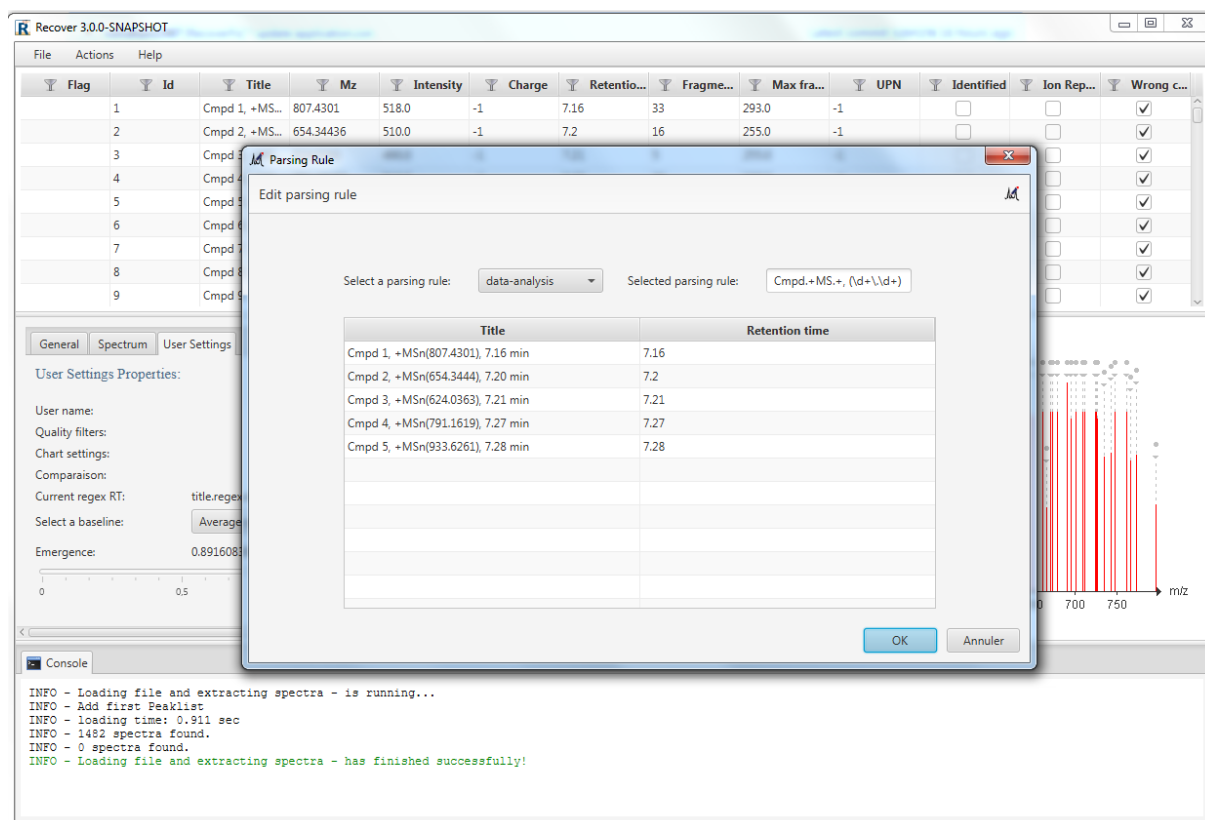 Recover 3.0.0-SNAPSHOT
File Actions Help
Flag Id Title Mz Intensity Charge Retentio... Fragme... Max fra... UPN Identified Ion Rep... Wrong c...
1 Cmpd 1, +MS... 807.4301 518.0 -1 7.16 33 293.0 -1
2 Cmpd 2, +MS... 654.34436 510.0 -1 7.2 16 255.0 -1
3 Cmpd 3
4 Cmpd 4
5 Cmpd 5
6 Cmpd 6
7 Cmpd 7
8 Cmpd 8
9 Cmpd 9
Parsing Rule
Edit parsing rule
Select a parsing rule: data-analysis Selected parsing rule: Cmpd.+MS.+, (\d+\.\d+)
Title Retention time
Cmpd 1, +MSn(807.4301), 7.16 min 7.16
Cmpd 2, +MSn(654.3444), 7.20 min 7.2
Cmpd 3, +MSn(624.0363), 7.21 min 7.21
Cmpd 4, +MSn(791.1619), 7.27 min 7.27
Cmpd 5, +MSn(933.6261), 7.28 min 7.28
OK Annuler
General Spectrum User Settings
User Settings Properties:
User name:
Quality filters:
Chart settings:
Comparaison:
Current regex RT: title.regex
Select a baseline: Average
Emergence: 0.8916083
0 0,5
700 750 m/z
Console
INFO - Loading file and extracting spectra - is running...
INFO - Add first Peaklist
INFO - loading time: 0.911 sec
INFO - 1482 spectra found.
INFO - 0 spectra found.
INFO - Loading file and extracting spectra - has finished successfully!